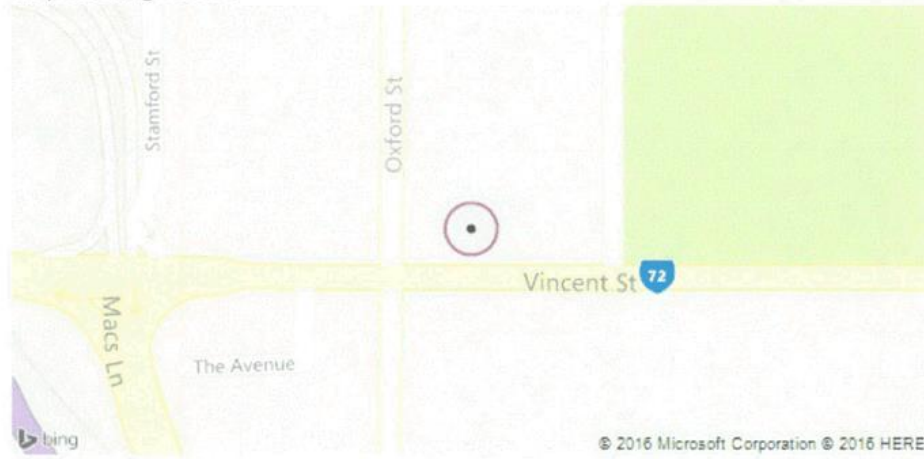 Stamford St
Oxford St
Vincent St 72
Macs Ln
The Avenue
bing
© 2016 Microsoft Corporation © 2016 HERE